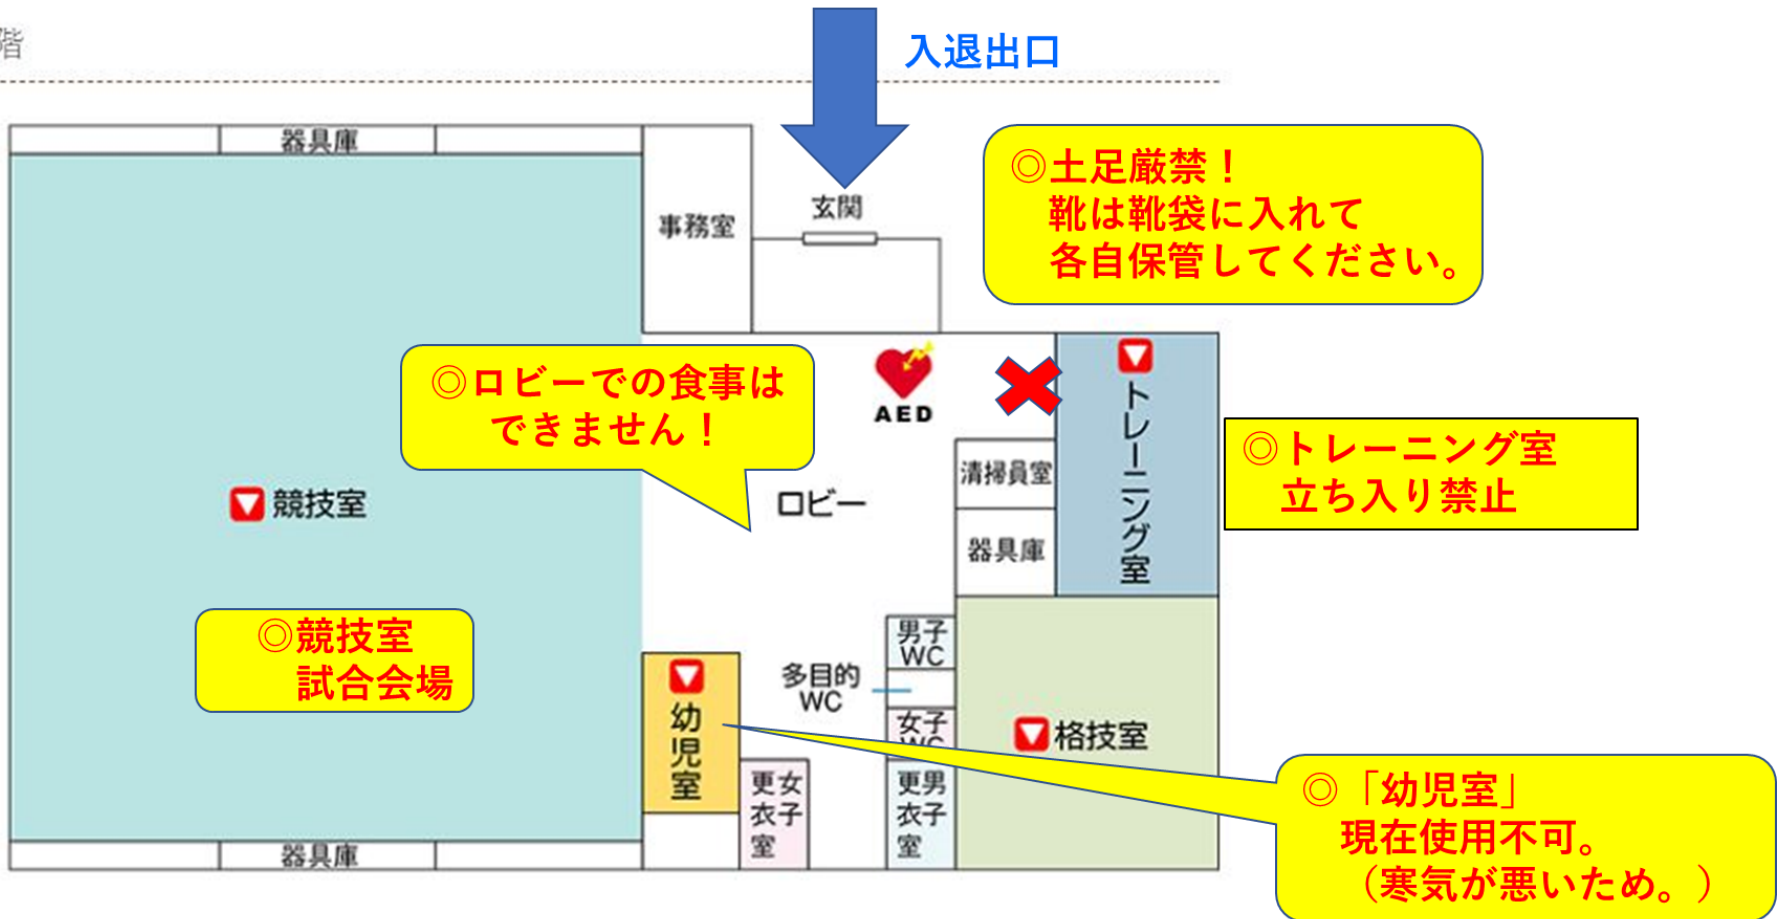 階
入退出口
器具庫
事務室
玄関
◎土足厳禁！
靴は靴袋に入れて
各自保管してください。
◎ロビーでの食事は
できません！
AED
トレーニング室
◎トレーニング室
立ち入り禁止
清掃員室
競技室
ロビー
器具庫
◎競技室
試合会場
男子
WC
多目的
WC
幼児室
女子
WC
格技室
女子
更衣室
男子
更衣室
◎「幼児室」
現在使用不可。
（寒気が悪いため。）
器具庫